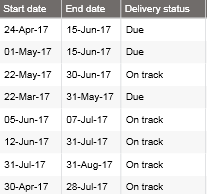 Start date End date Delivery status
24-Apr-17 15-Jun-17 Due
01-May-17 15-Jun-17 Due
22-May-17 30-Jun-17 On track
22-Mar-17 31-May-17 Due
05-Jun-17 07-Jul-17 On track
12-Jun-17 31-Jul-17 On track
31-Jul-17 31-Aug-17 On track
30-Apr-17 28-Jul-17 On track